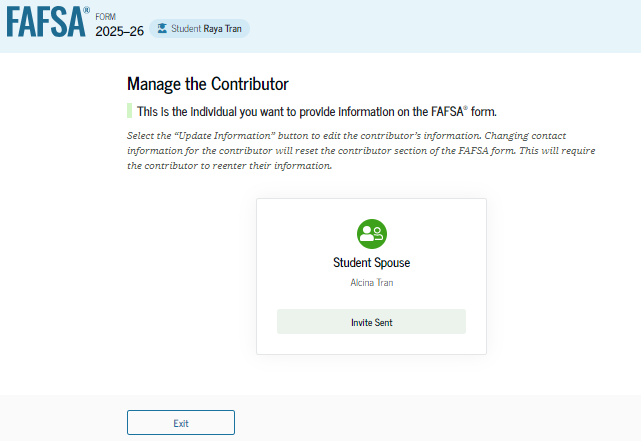 FAFSA® FORM
2025–26 Student Raya Tran
Manage the Contributor
This is the individual you want to provide information on the FAFSA® form.
Select the “Update Information” button to edit the contributor’s information. Changing contact
information for the contributor will reset the contributor section of the FAFSA form. This will require
the contributor to reenter their information.
Student Spouse
Alcina Tran
Invite Sent
Exit